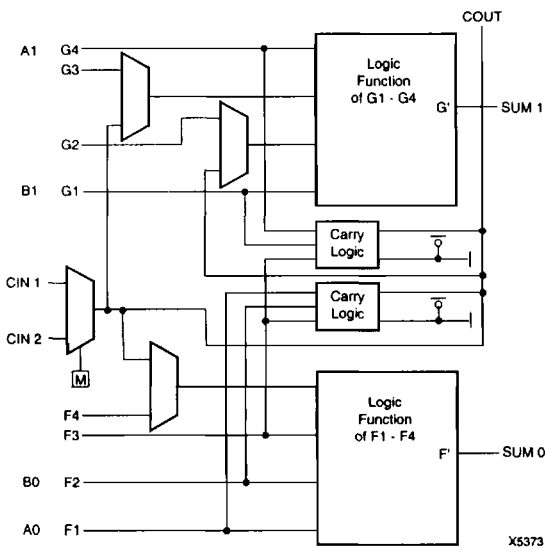 COUT
A1 G4
G3
Logic
Function
of G1 - G4
G' SUM 1
G2
B1 G1
Carry
Logic
CIN 1
Carry
Logic
CIN 2
M
F4
Logic
Function
of F1 - F4
F3
F' SUM 0
B0 F2
A0 F1
X5373